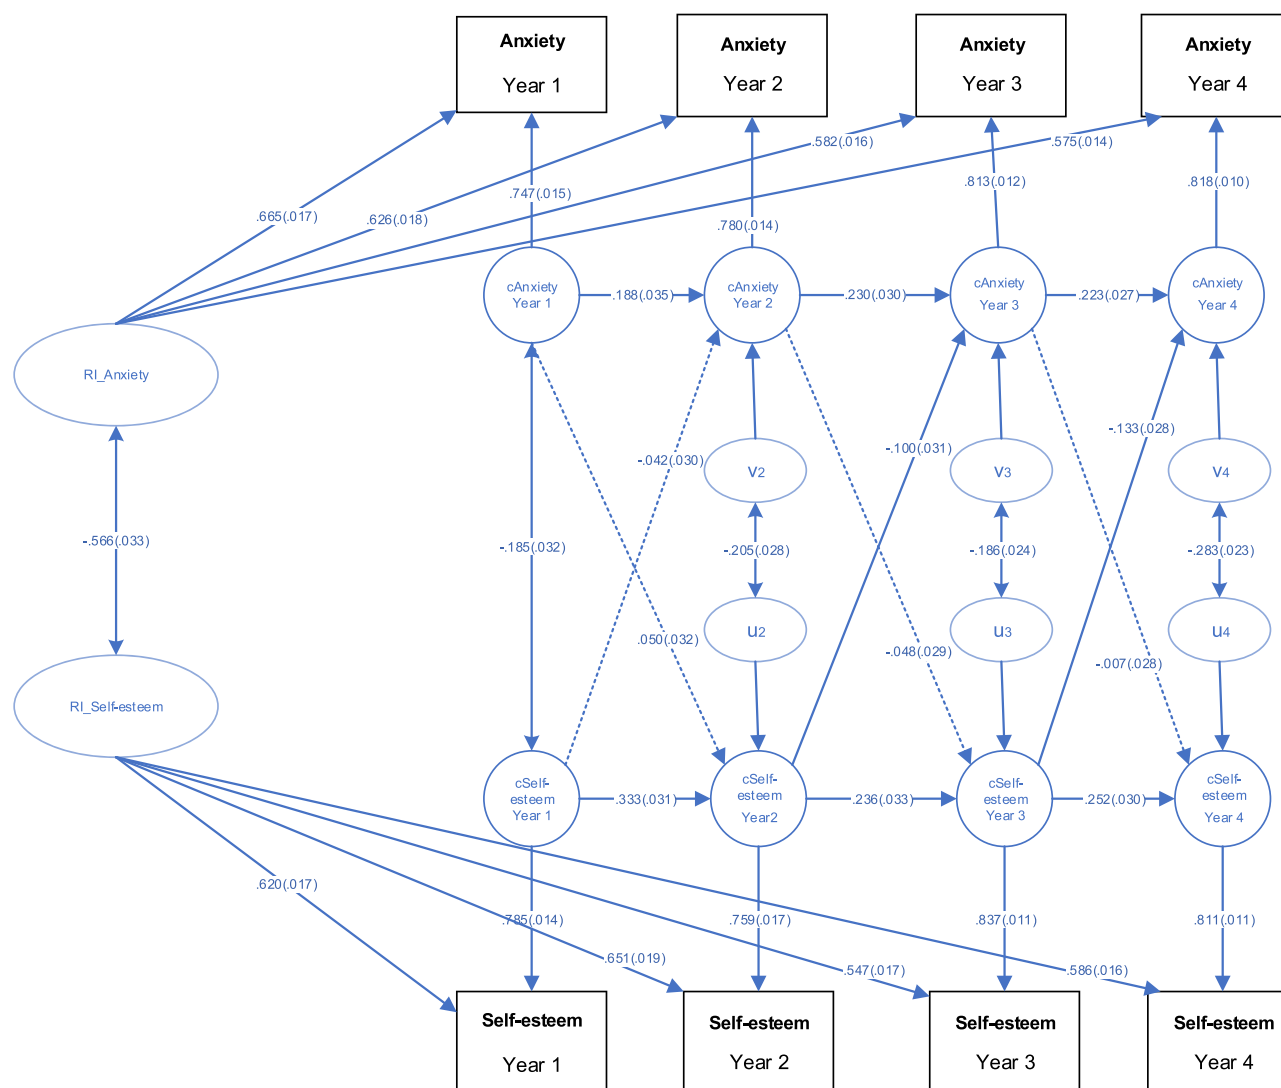 Anxiety
Year 1
Anxiety
Year 2
Anxiety
Year 3
Anxiety
Year 4
.665(.017)
.626(.018)
.582(.016)
.575(.014)
.747(.015)
.780(.014)
.813(.012)
.818(.010)
cAnxiety
Year 1
.188(.035)
cAnxiety
Year 2
.230(.030)
cAnxiety
Year 3
.223(.027)
cAnxiety
Year 4
RI_Anxiety
-.042(.030)
v2
-.100(.031)
v3
-.133(.028)
v4
-.566(.033)
-.185(.032)
-.205(.028)
-.186(.024)
-.283(.023)
.050(.032)
u2
-.048(.029)
u3
-.007(.028)
u4
RI_Self-esteem
cSelf-
esteem
Year 1
.333(.031)
cSelf-
esteem
Year2
.236(.033)
cSelf-
esteem
Year 3
.252(.030)
cSelf-
esteem
Year 4
.620(.017)
.785(.014)
.759(.017)
.837(.011)
.811(.011)
.651(.019)
.547(.017)
.586(.016)
Self-esteem
Year 1
Self-esteem
Year 2
Self-esteem
Year 3
Self-esteem
Year 4